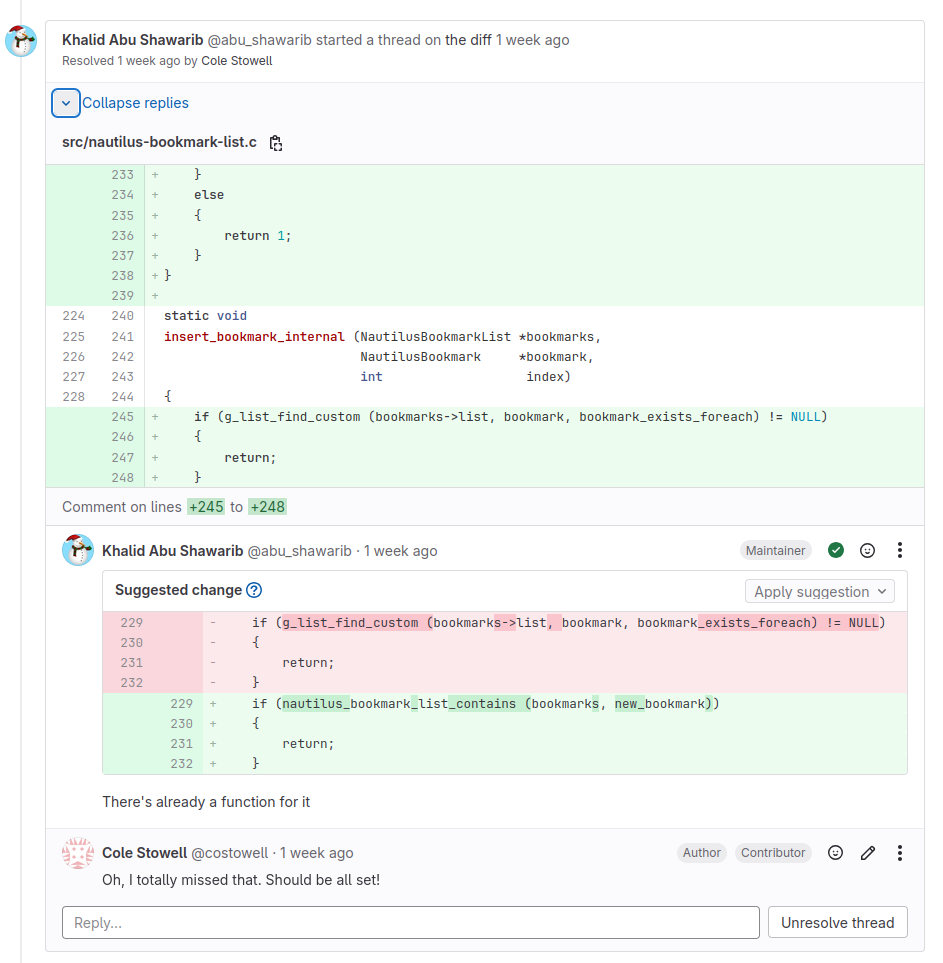 Khalid Abu Shawarib @abu_shawarib started a thread on the diff 1 week ago
Resolved 1 week ago by Cole Stowell
Collapse replies
src/nautilus-bookmark-list.c
233 + }
234 + else
235 + {
236 + return 1;
237 + }
238 + }
239 +
224 240 static void
225 241 insert_bookmark_internal (NautilusBookmarkList *bookmarks,
226 242 NautilusBookmark *bookmark,
227 243 int index)
228 244 {
245 + if (g_list_find_custom (bookmarks->list, bookmark, bookmark_exists_foreach) != NULL)
246 + {
247 + return;
248 + }
Comment on lines +245 to +248
Khalid Abu Shawarib @abu_shawarib · 1 week ago Maintainer
Suggested change Apply suggestion
229 - if (g_list_find_custom (bookmarks->list, bookmark, bookmark_exists_foreach) != NULL)
230 - {
231 - return;
232 - }
229 + if (nautilus_bookmark_list_contains (bookmarks, new_bookmark))
230 + {
231 + return;
232 + }
There's already a function for it
Cole Stowell @costowell · 1 week ago Author Contributor
Oh, I totally missed that. Should be all set!
Reply... Unresolve thread